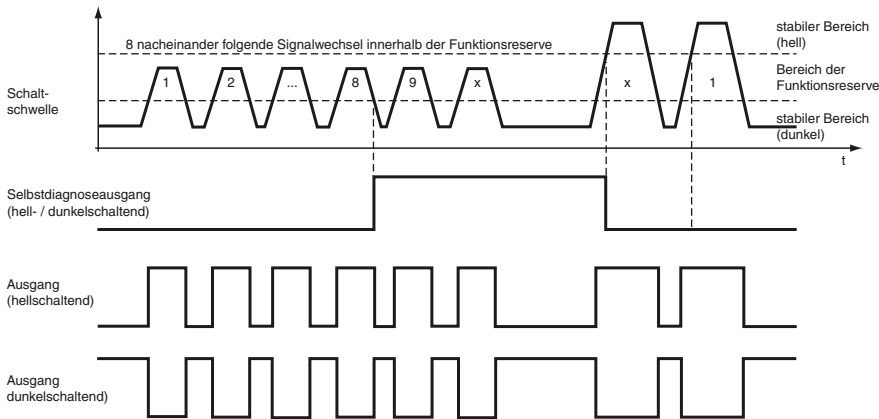 stabiler Bereich
(hell)
8 nacheinander folgende Signalwechsel innerhalb der Funktionsreserve
Bereich der
Funktionsreserve
Schalt-
schwelle
1 2 ... 8 9 x x 1
stabiler Bereich
(dunkel)
t
Selbstdiagnoseausgang
(hell- / dunkelschaltend)
Ausgang
(hellschaltend)
Ausgang
dunkelschaltend)